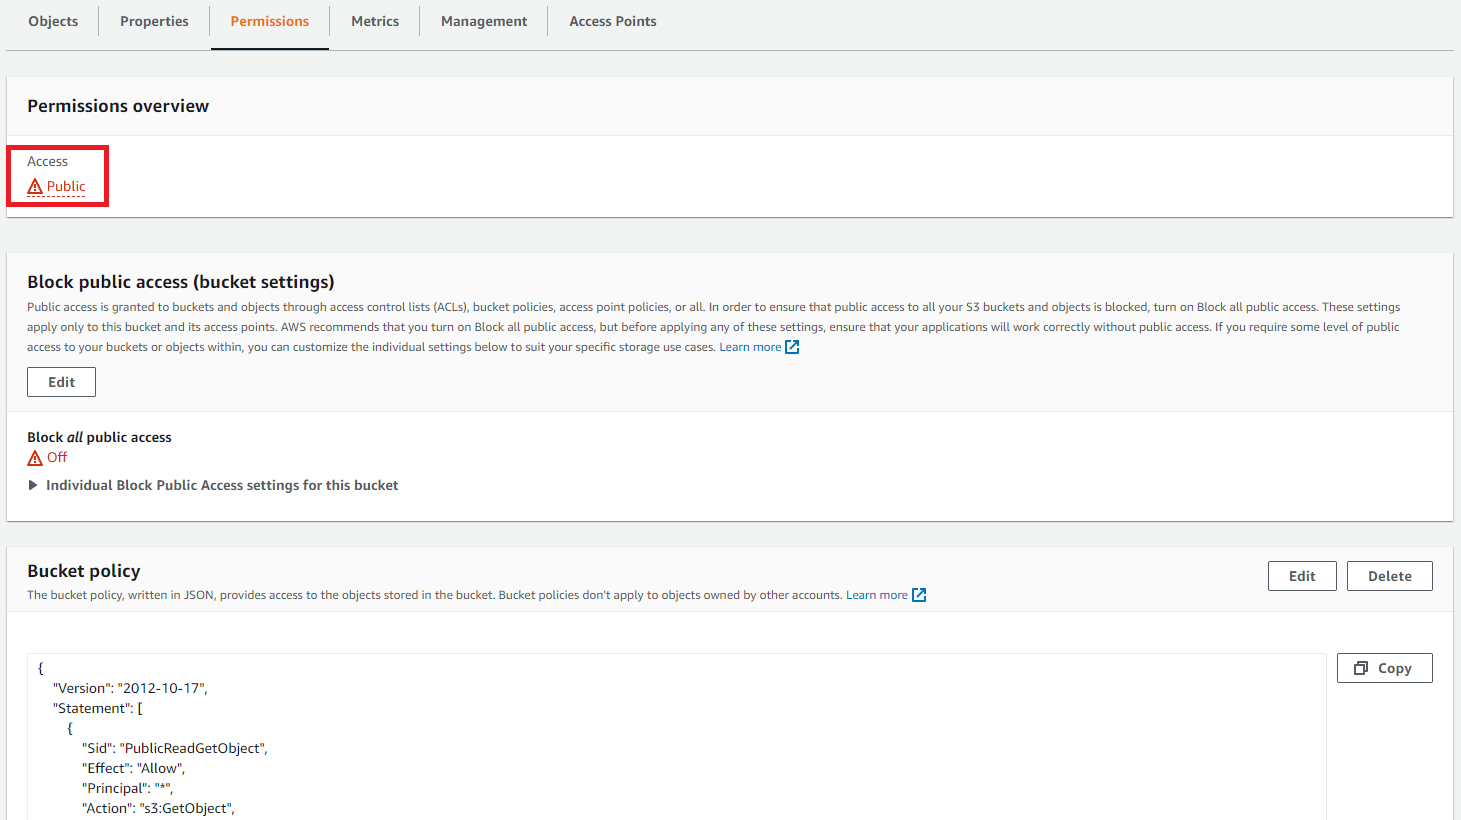 Objects
Properties
Permissions
Metrics
Management
Access Points
Permissions overview
Access
Public
Block public access (bucket settings)
Public access is granted to buckets and objects through access control lists (ACLs), bucket policies, access point policies, or all. In order to ensure that public access to all your S3 buckets and objects is blocked, turn on Block all public access. These settings
apply only to this bucket and its access points. AWS recommends that you turn on Block all public access, but before applying any of these settings, ensure that your applications will work correctly without public access. If you require some level of public
access to your buckets or objects within, you can customize the individual settings below to suit your specific storage use cases. Learn more
Edit
Block all public access
Off
Individual Block Public Access settings for this bucket
Bucket policy
Edit
Delete
The bucket policy, written in JSON, provides access to the objects stored in the bucket. Bucket policies don't apply to objects owned by other accounts. Learn more
Copy
{
"Version": "2012-10-17",
"Statement": [
{
"Sid": "PublicReadGetObject",
"Effect": "Allow",
"Principal": "*",
"Action": "s3:GetObject",